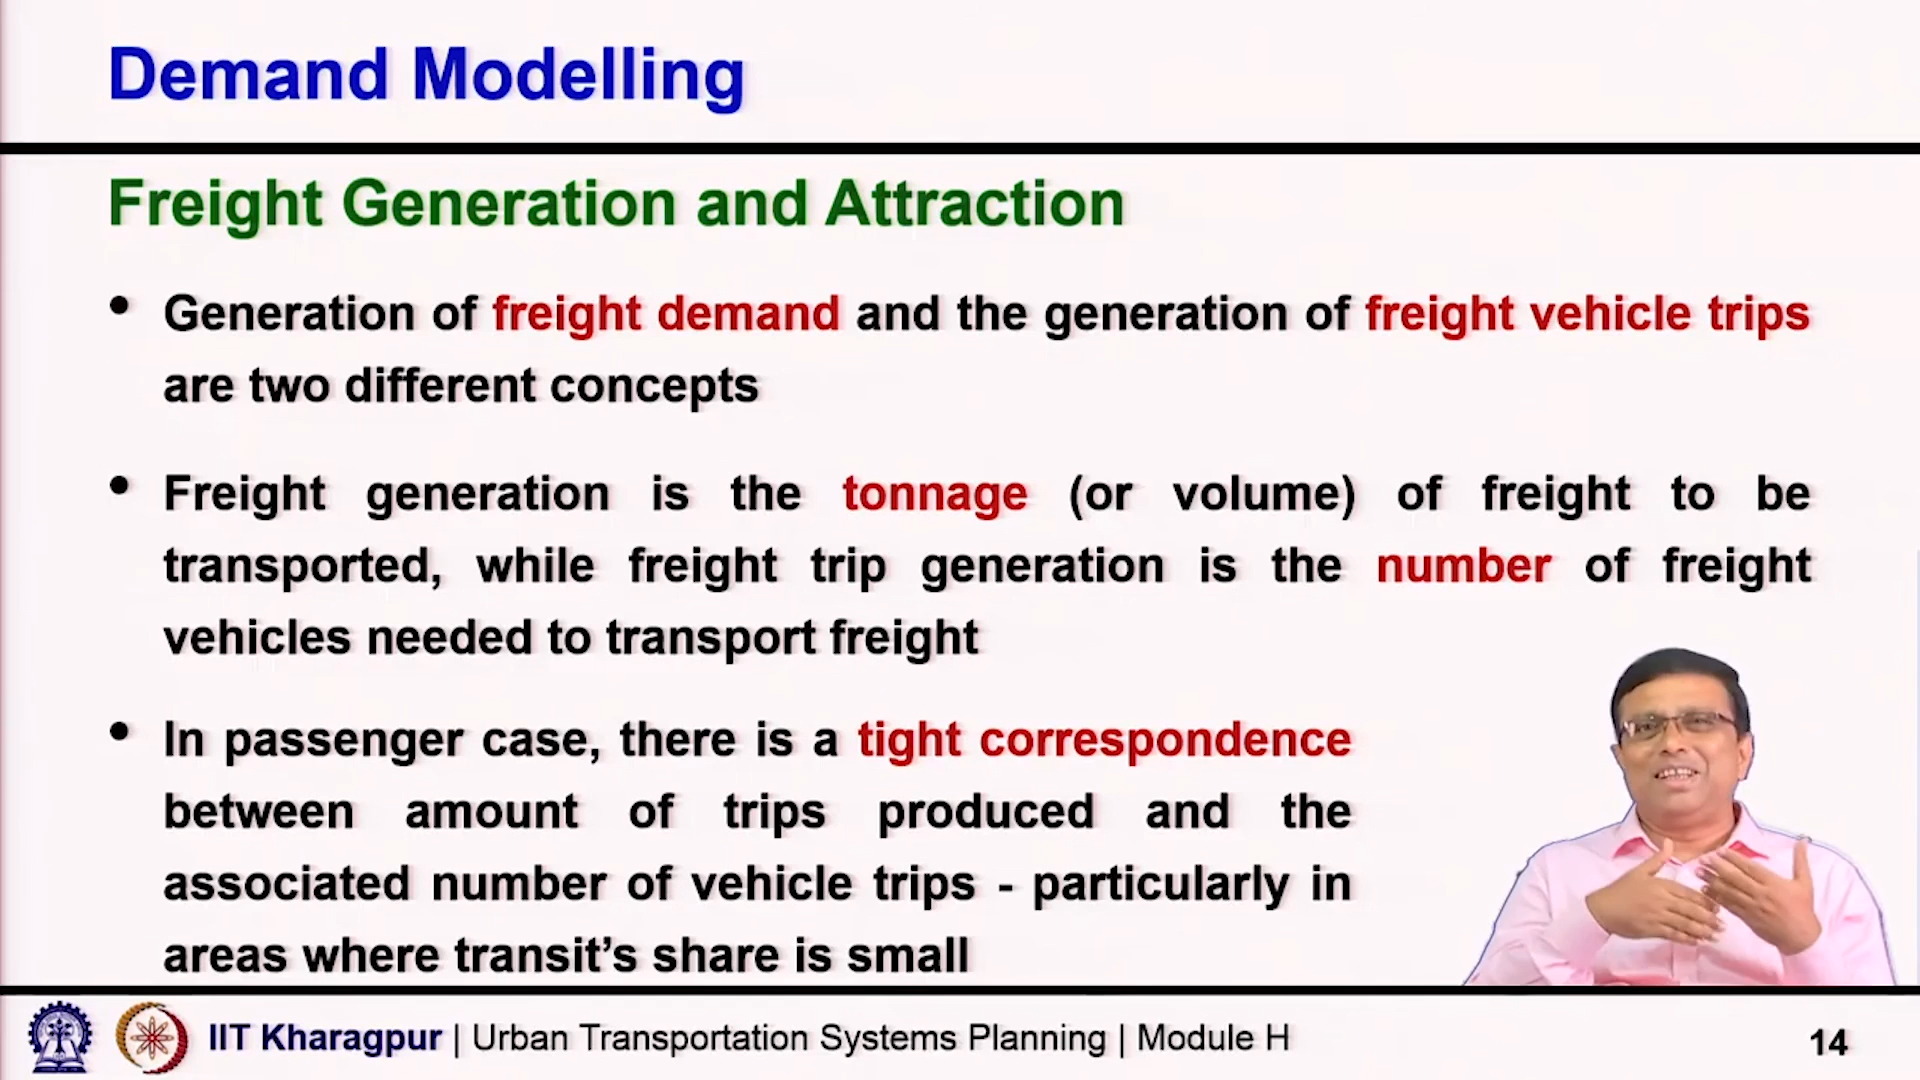 Demand Modelling
Freight Generation and Attraction
• Generation of freight demand and the generation of freight vehicle trips
are two different concepts
• Freight generation is the tonnage (or volume) of freight to be
transported, while freight trip generation is the number of freight
vehicles needed to transport freight
• In passenger case, there is a tight correspondence
between amount of trips produced and the
associated number of vehicle trips - particularly in
areas where transit’s share is small
IIT Kharagpur | Urban Transportation Systems Planning | Module H
14